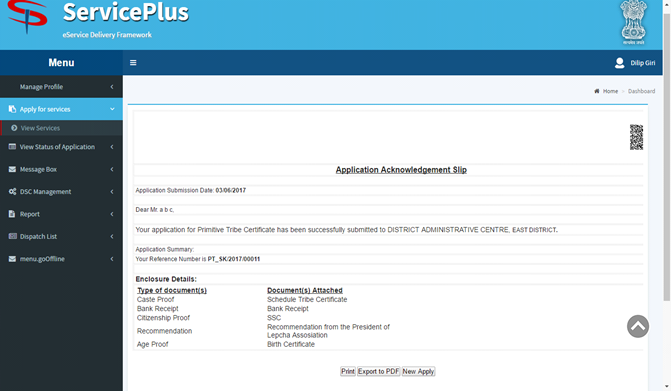 ServicePlus
eService Delivery Framework
Menu
Dilip Giri
Manage Profile
Home
Dashboard
Apply for services
View Services
View Status of Application
Message Box
DSC Management
Report
Dispatch List
menu.goOffline
Application Acknowledgement Slip
Application Submission Date: 03/06/2017
Dear Mr. a b c,
Your application for Primitive Tribe Certificate has been successfully submitted to DISTRICT ADMINISTRATIVE CENTRE, EAST DISTRICT.
Application Summary:
Your Reference Number is PT_SK/2017/00011
Enclosure Details:
Type of document(s) Document(s) Attached
Caste Proof Schedule Tribe Certificate
Bank Receipt Bank Receipt
Citizenship Proof SSC
Recommendation Recommendation from the President of
Lepcha Assosiation
Age Proof Birth Certificate
Print Export to PDF New Apply